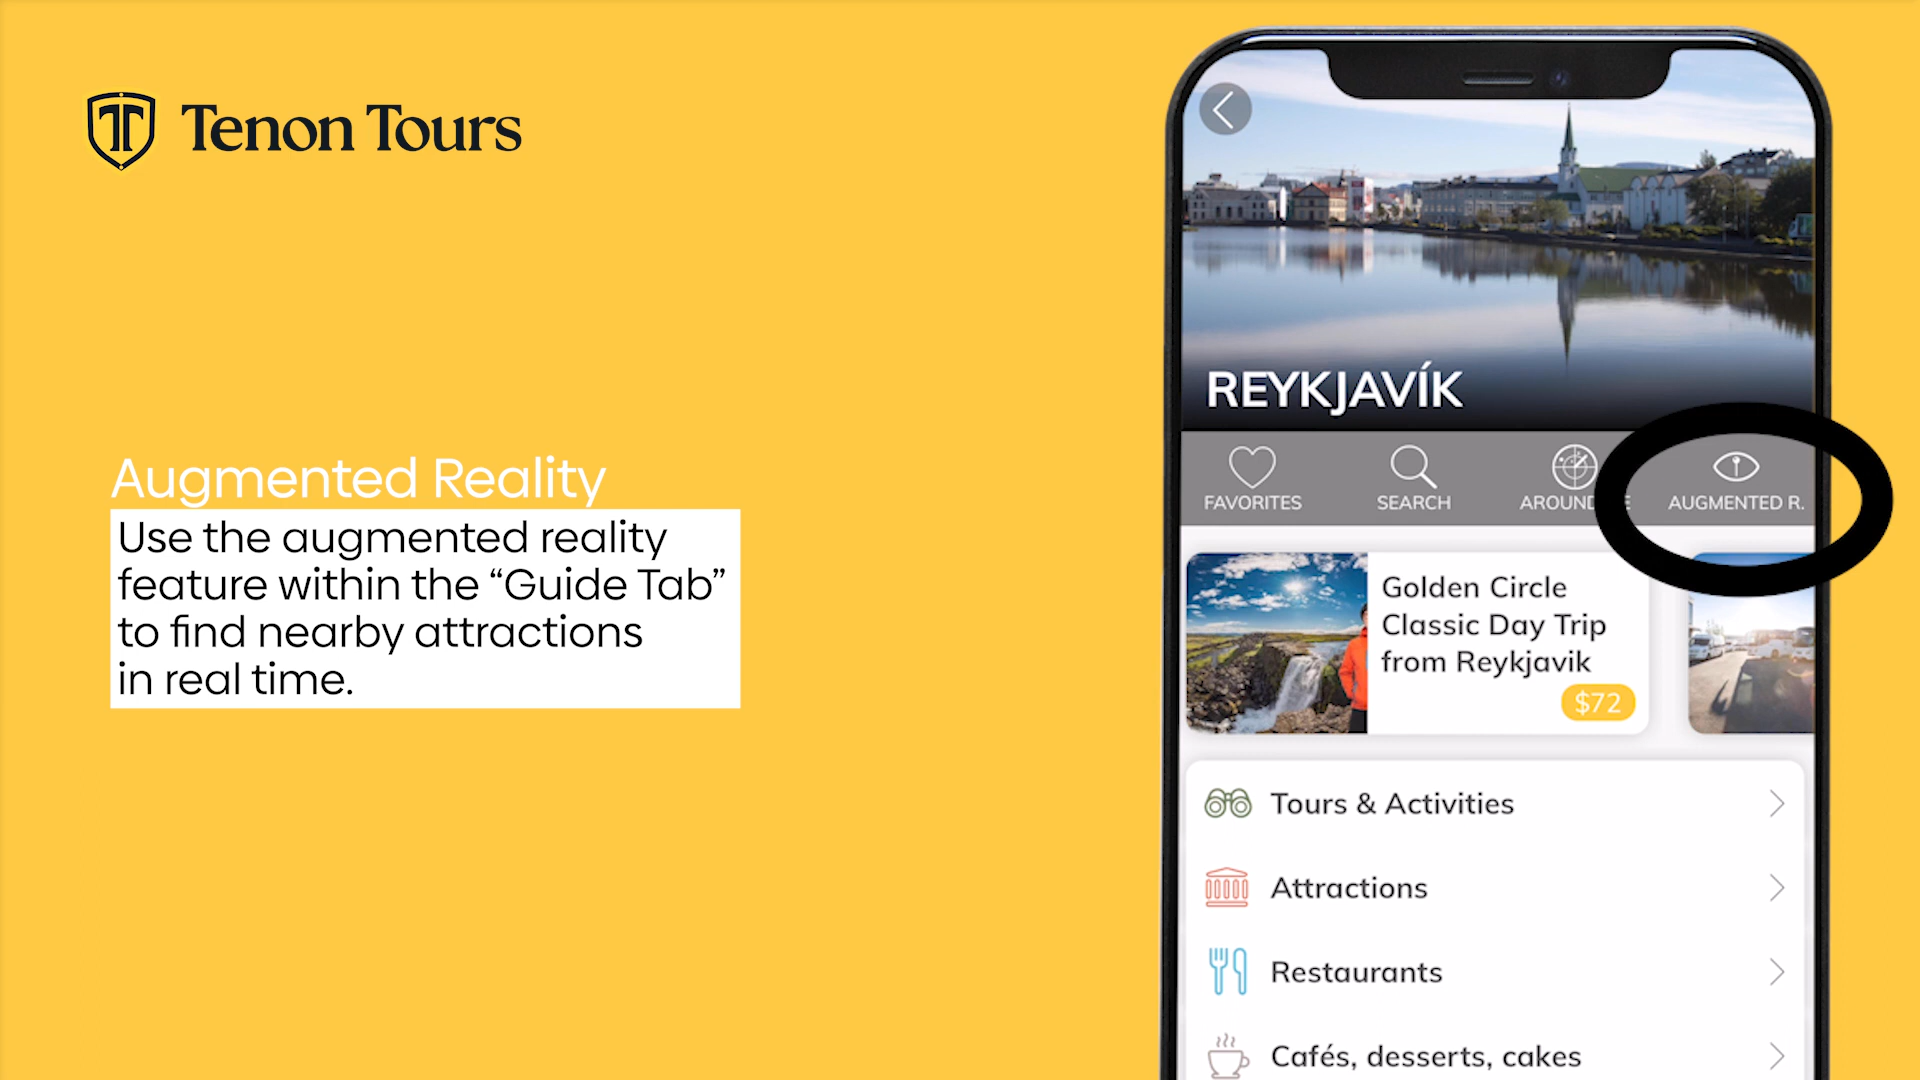 Tenon Tours
Augmented Reality
Use the augmented reality
feature within the “Guide Tab”
to find nearby attractions
in real time.
REYKJAVÍK
FAVORITES
SEARCH
AUGMENTED R.
Golden Circle
Classic Day Trip
from Reykjavik
$72
Tours & Activities
Attractions
Restaurants
Cafés, desserts, cakes